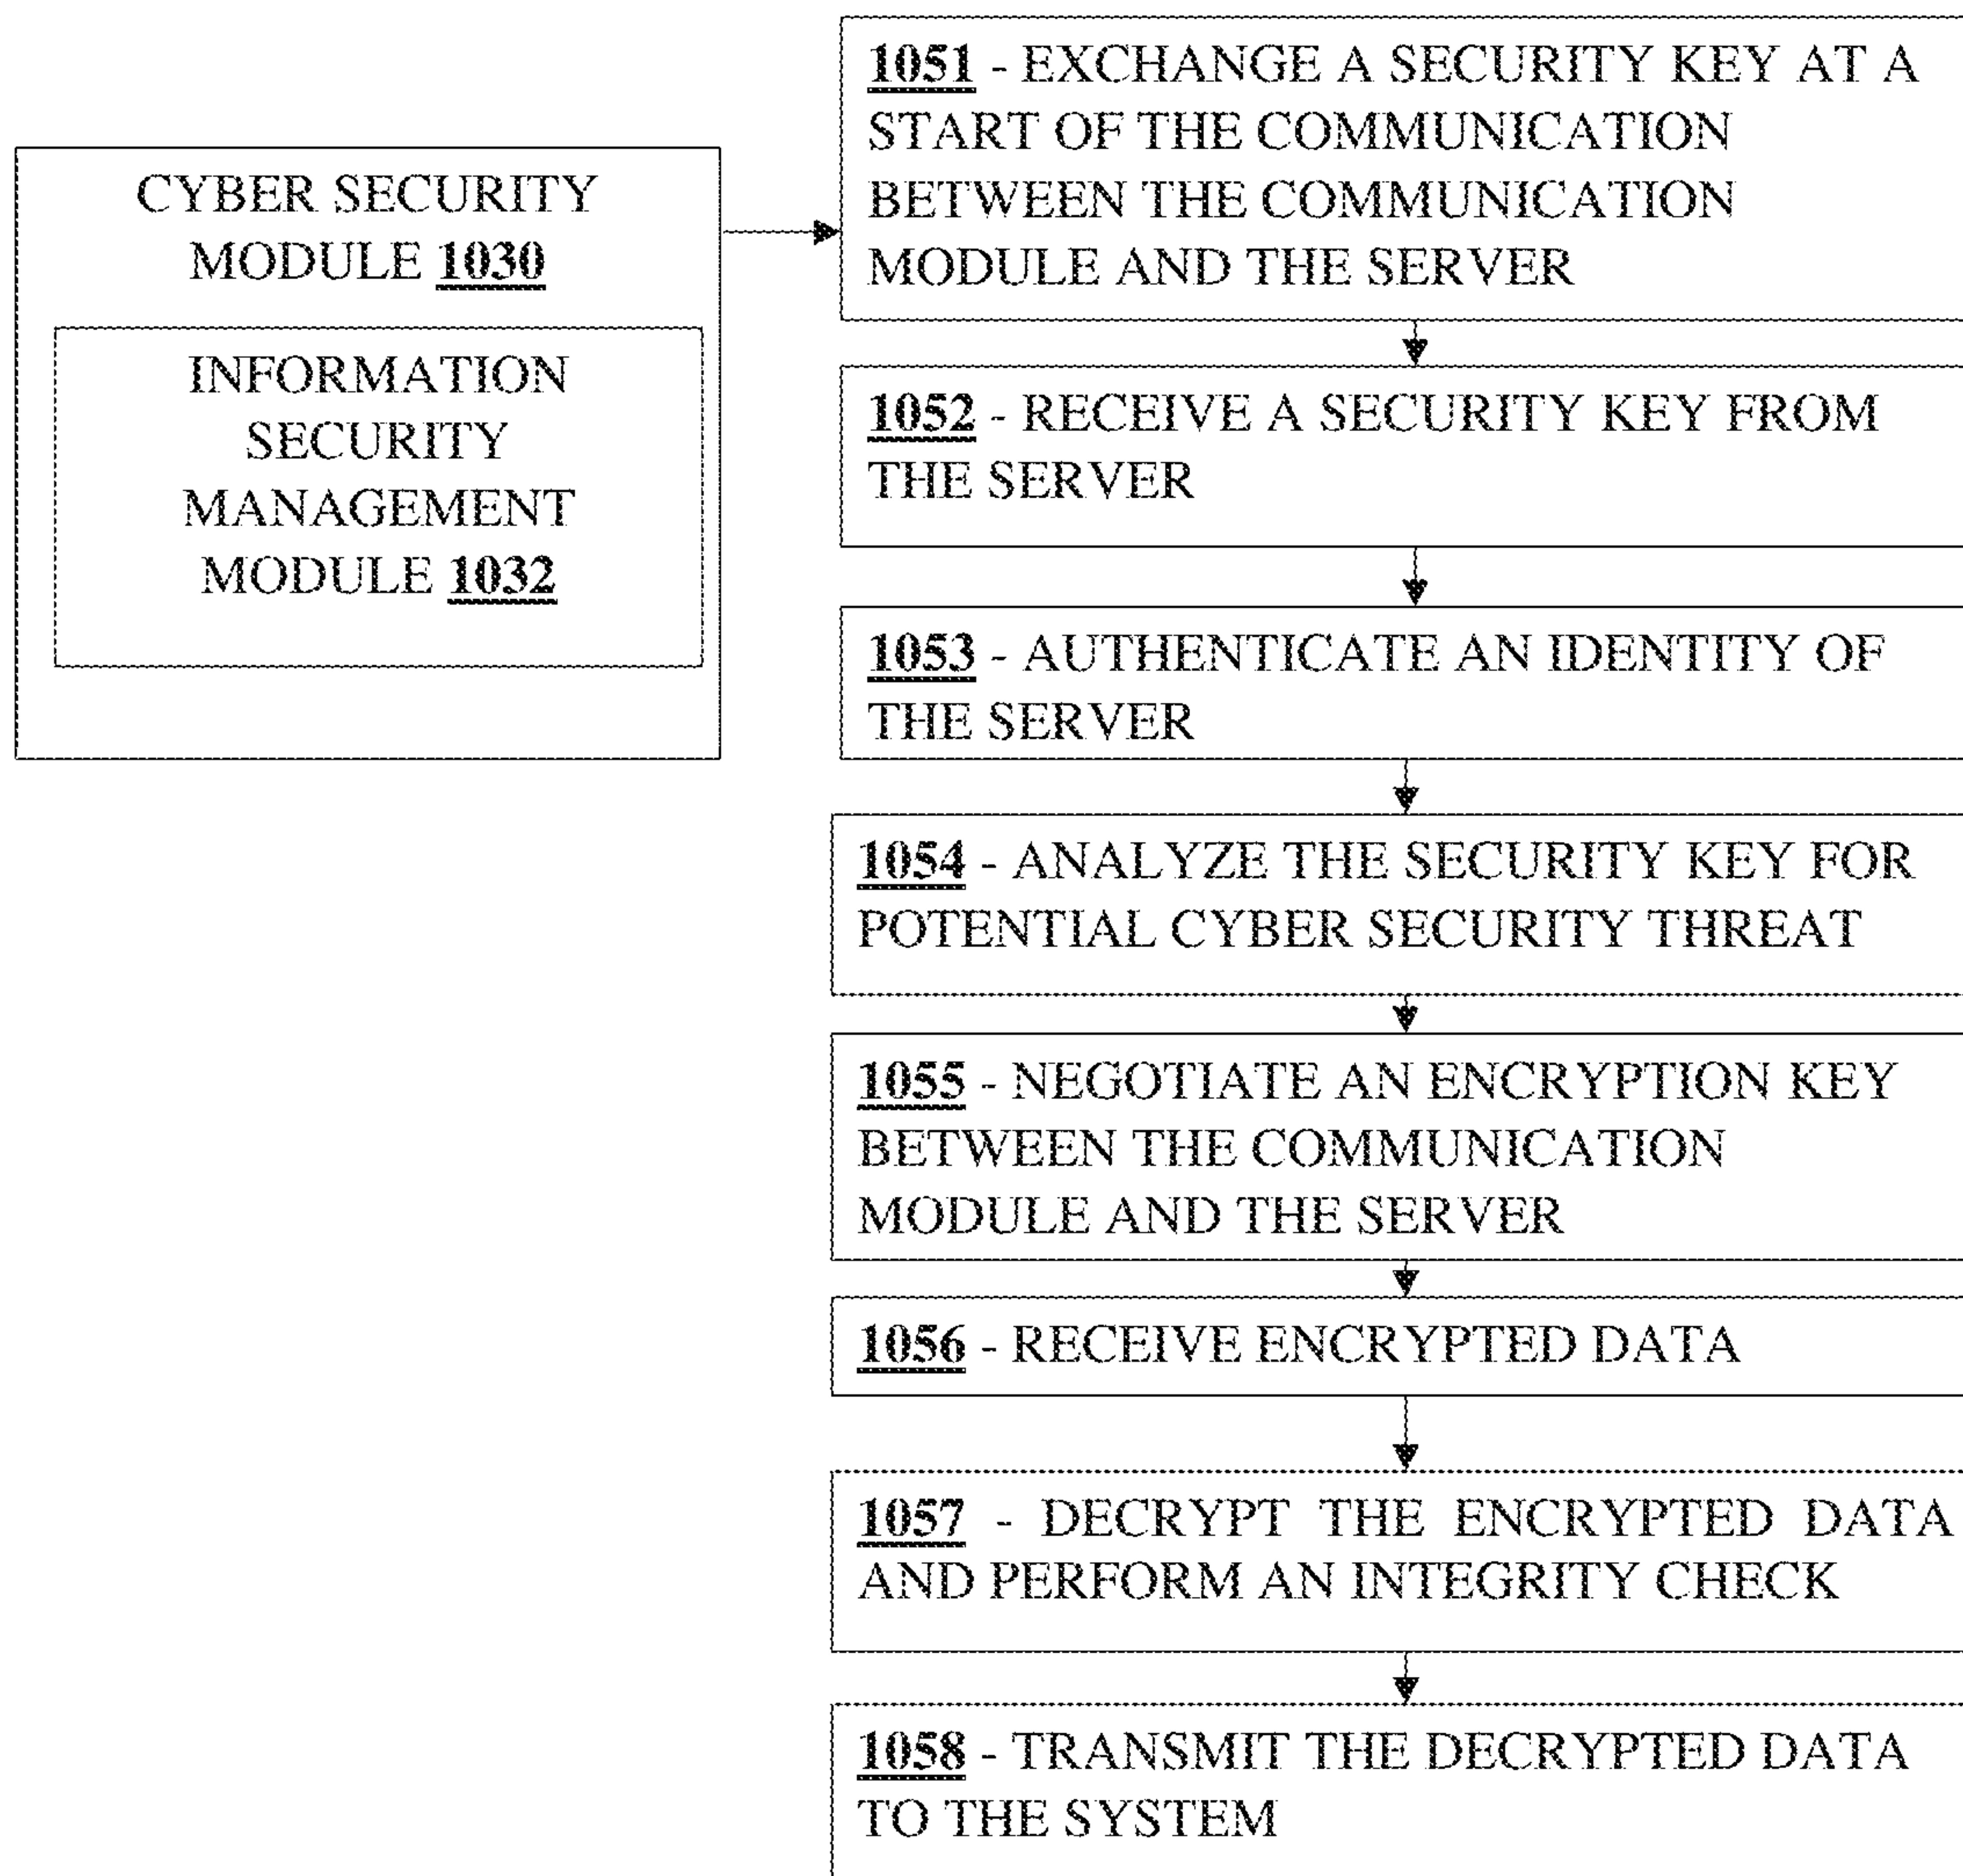 CYBER SECURITY
MODULE 1030
INFORMATION
SECURITY
MANAGEMENT
MODULE 1032
1051 - EXCHANGE A SECURITY KEY AT A
START OF THE COMMUNICATION
BETWEEN THE COMMUNICATION
MODULE AND THE SERVER
1052 - RECEIVE A SECURITY KEY FROM
THE SERVER
1053 - AUTHENTICATE AN IDENTITY OF
THE SERVER
1054 - ANALYZE THE SECURITY KEY FOR
POTENTIAL CYBER SECURITY THREAT
1055 - NEGOTIATE AN ENCRYPTION KEY
BETWEEN THE COMMUNICATION
MODULE AND THE SERVER
1056 - RECEIVE ENCRYPTED DATA
1057 - DECRYPT THE ENCRYPTED DATA
AND PERFORM AN INTEGRITY CHECK
1058 - TRANSMIT THE DECRYPTED DATA
TO THE SYSTEM